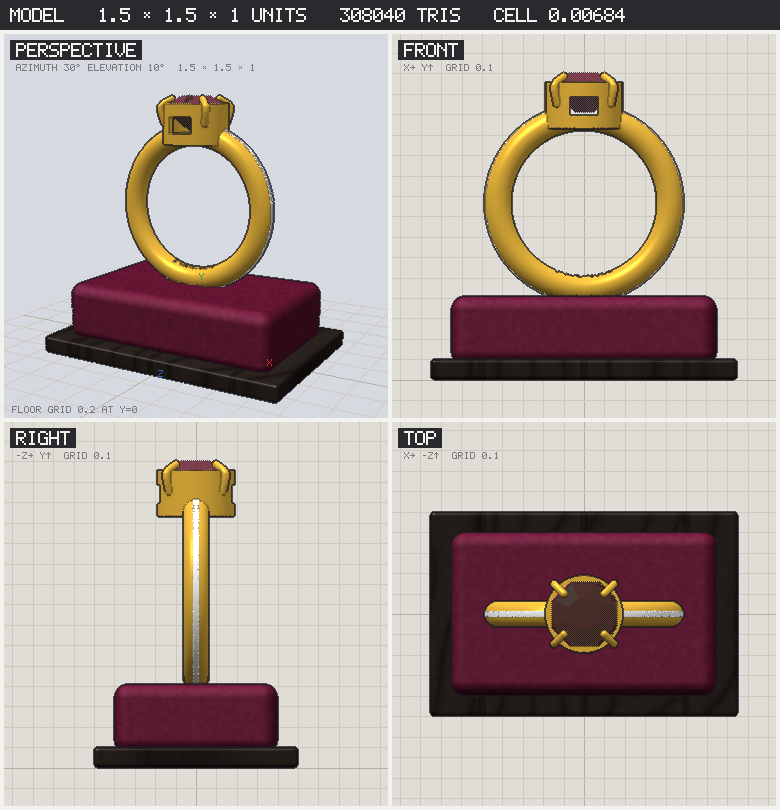 MODEL 1.5 × 1.5 × 1 UNITS 308040 TRIS CELL 0.00684
PERSPECTIVE
AZIMUTH 30° ELEVATION 10° 1.5 × 1.5 × 1
Y
X
Z
FLOOR GRID 0.2 AT Y=0
FRONT
X→ Y↑ GRID 0.1
RIGHT
-Z→ Y↑ GRID 0.1
TOP
X→ -Z↑ GRID 0.1